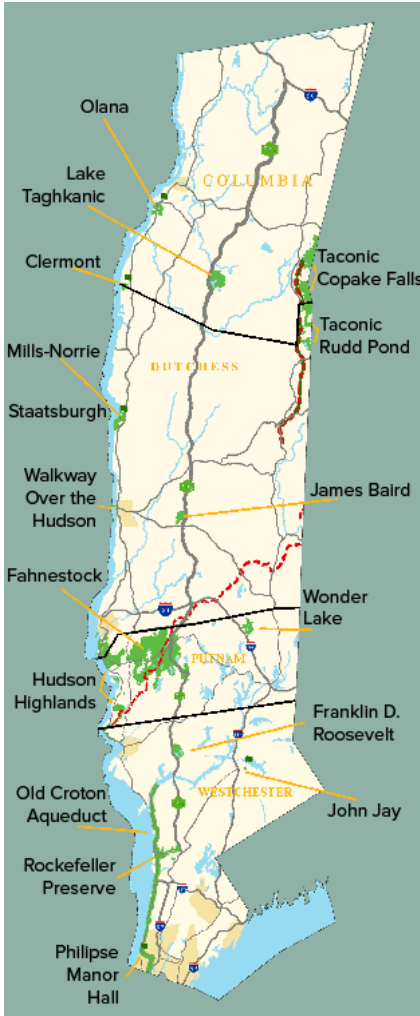 Olana
COLUMBIA
Lake
Taghkanic
Clermont
Taconic
Copake Falls
Taconic
Rudd Pond
Mills-Norrie
DUTCHESS
Staatsburgh
Walkway
Over the
Hudson
James Baird
Fahnestock
Wonder
Lake
PUTNAM
Hudson
Highlands
Franklin D.
Roosevelt
Old Croton
Aqueduct
WESTCHESTER
John Jay
Rockefeller
Preserve
Philipse
Manor
Hall